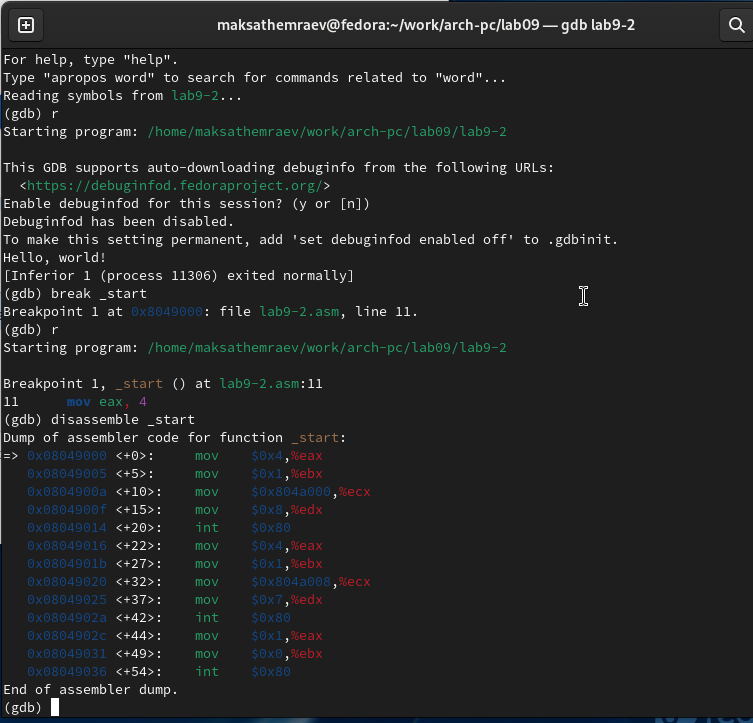 maksathemraev@fedora:~/work/arch-pc/lab09 — gdb lab9-2
For help, type "help".
Type "apropos word" to search for commands related to "word"...
Reading symbols from lab9-2...
(gdb) r
Starting program: /home/maksathemraev/work/arch-pc/lab09/lab9-2
This GDB supports auto-downloading debuginfo from the following URLs:
  <https://debuginfod.fedoraproject.org/>
Enable debuginfod for this session? (y or [n])
Debuginfod has been disabled.
To make this setting permanent, add 'set debuginfod enabled off' to .gdbinit.
Hello, world!
[Inferior 1 (process 11306) exited normally]
(gdb) break _start
Breakpoint 1 at 0x8049000: file lab9-2.asm, line 11.
(gdb) r
Starting program: /home/maksathemraev/work/arch-pc/lab09/lab9-2
Breakpoint 1, _start () at lab9-2.asm:11
11      mov eax, 4
(gdb) disassemble _start
Dump of assembler code for function _start:
=> 0x08049000 <+0>:     mov    $0x4,%eax
   0x08049005 <+5>:     mov    $0x1,%ebx
   0x0804900a <+10>:    mov    $0x804a000,%ecx
   0x0804900f <+15>:    mov    $0x8,%edx
   0x08049014 <+20>:    int    $0x80
   0x08049016 <+22>:    mov    $0x4,%eax
   0x0804901b <+27>:    mov    $0x1,%ebx
   0x08049020 <+32>:    mov    $0x804a008,%ecx
   0x08049025 <+37>:    mov    $0x7,%edx
   0x0804902a <+42>:    int    $0x80
   0x0804902c <+44>:    mov    $0x1,%eax
   0x08049031 <+49>:    mov    $0x0,%ebx
   0x08049036 <+54>:    int    $0x80
End of assembler dump.
(gdb)